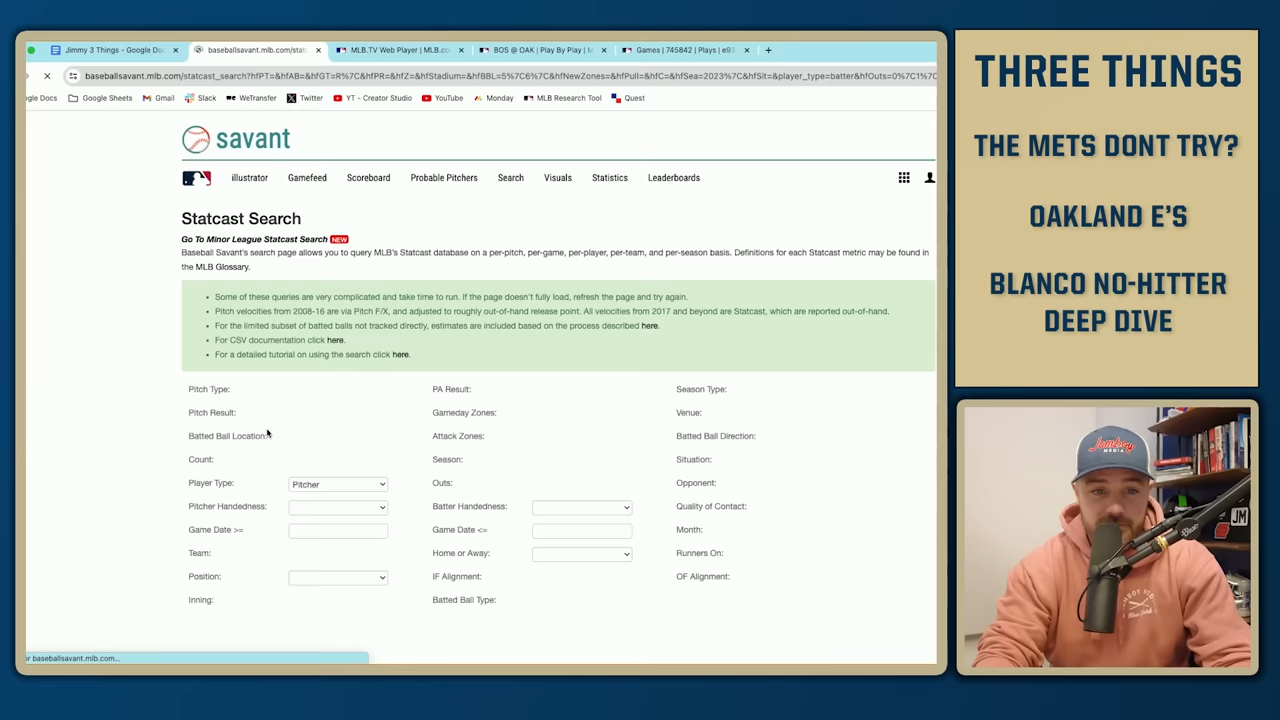 Jimmy 3 Things - Google Doc
baseballsavant.mlb.com/stat
MLB.TV Web Player | MLB.co
BOS @ OAK | Play By Play | M
Games | 745842 | Plays | e93
baseballsavant.mlb.com/statcast_search?hfPT=&hfAB=&hfGT=R%7C&hfPR=&hfZ=&hfStadium=&hfBBL=5%7C6%7C&hfNewZones=&hfPull=&hfC=&hfSea=2023%7C&hfSit=&player_type=batter&hfOuts=0%7C1%7C
gle Docs
Google Sheets
Gmail
Slack
WeTransfer
Twitter
YT - Creator Studio
YouTube
Monday
MLB Research Tool
Quest
savant
illustrator
Gamefeed
Scoreboard
Probable Pitchers
Search
Visuals
Statistics
Leaderboards
Statcast Search
Go To Minor League Statcast Search NEW
Baseball Savant's search page allows you to query MLB's Statcast database on a per-pitch, per-game, per-player, per-team, and per-season basis. Definitions for each Statcast metric may be found in
the MLB Glossary.
Some of these queries are very complicated and take time to run. If the page doesn't fully load, refresh the page and try again.
Pitch velocities from 2008-16 are via Pitch F/X, and adjusted to roughly out-of-hand release point. All velocities from 2017 and beyond are Statcast, which are reported out-of-hand.
For the limited subset of batted balls not tracked directly, estimates are included based on the process described here.
For CSV documentation click here.
For a detailed tutorial on using the search click here.
Pitch Type:
PA Result:
Season Type:
Pitch Result:
Gameday Zones:
Venue:
Batted Ball Location:
Attack Zones:
Batted Ball Direction:
Count:
Season:
Situation:
Player Type:
Pitcher
Outs:
Opponent:
Pitcher Handedness:
Batter Handedness:
Quality of Contact:
Game Date >=
Game Date <=
Month:
Team:
Home or Away:
Runners On:
Position:
IF Alignment:
OF Alignment:
Inning:
Batted Ball Type:
or baseballsavant.mlb.com...
THREE THINGS
THE METS DONT TRY?
OAKLAND E'S
BLANCO NO-HITTER
DEEP DIVE
Jomboy
MEDIA
JM
Blue